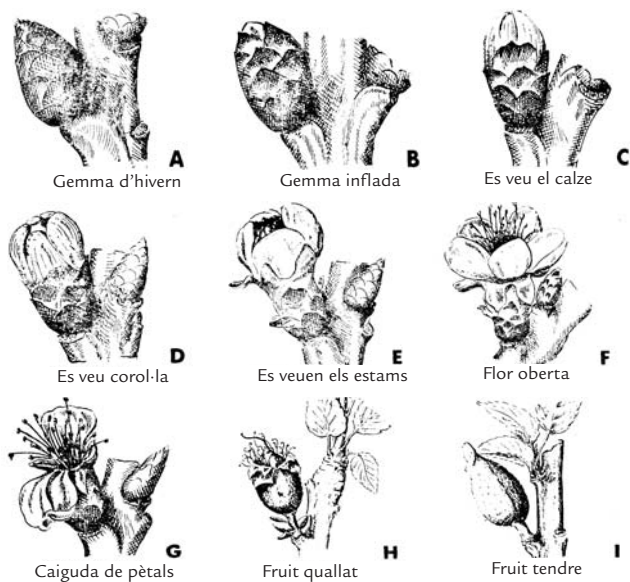 A
B
C
Gemma d'hivern
Gemma inflada
Es veu el calze
D
E
F
Es veu corol·la
Es veuen els estams
Flor oberta
G
H
I
Caiguda de pètals
Fruit quallat
Fruit tendre